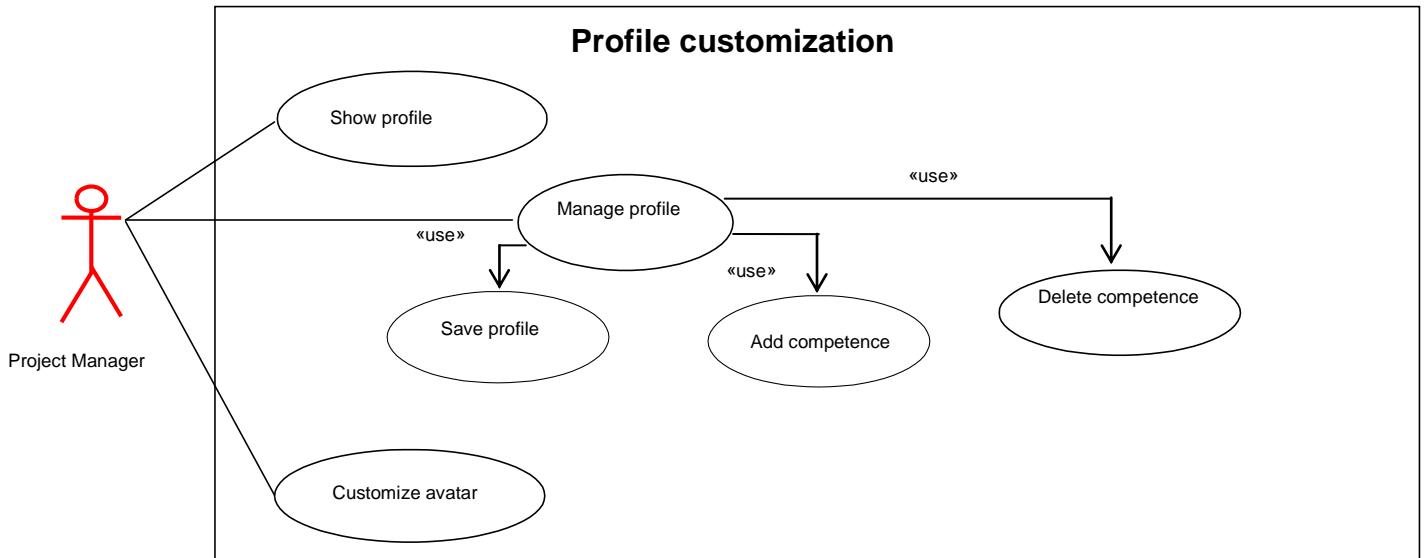 Profile customization
Show profile
«use»
Manage profile
«use»
«use»
Delete competence
Save profile
Add competence
Project Manager
Customize avatar